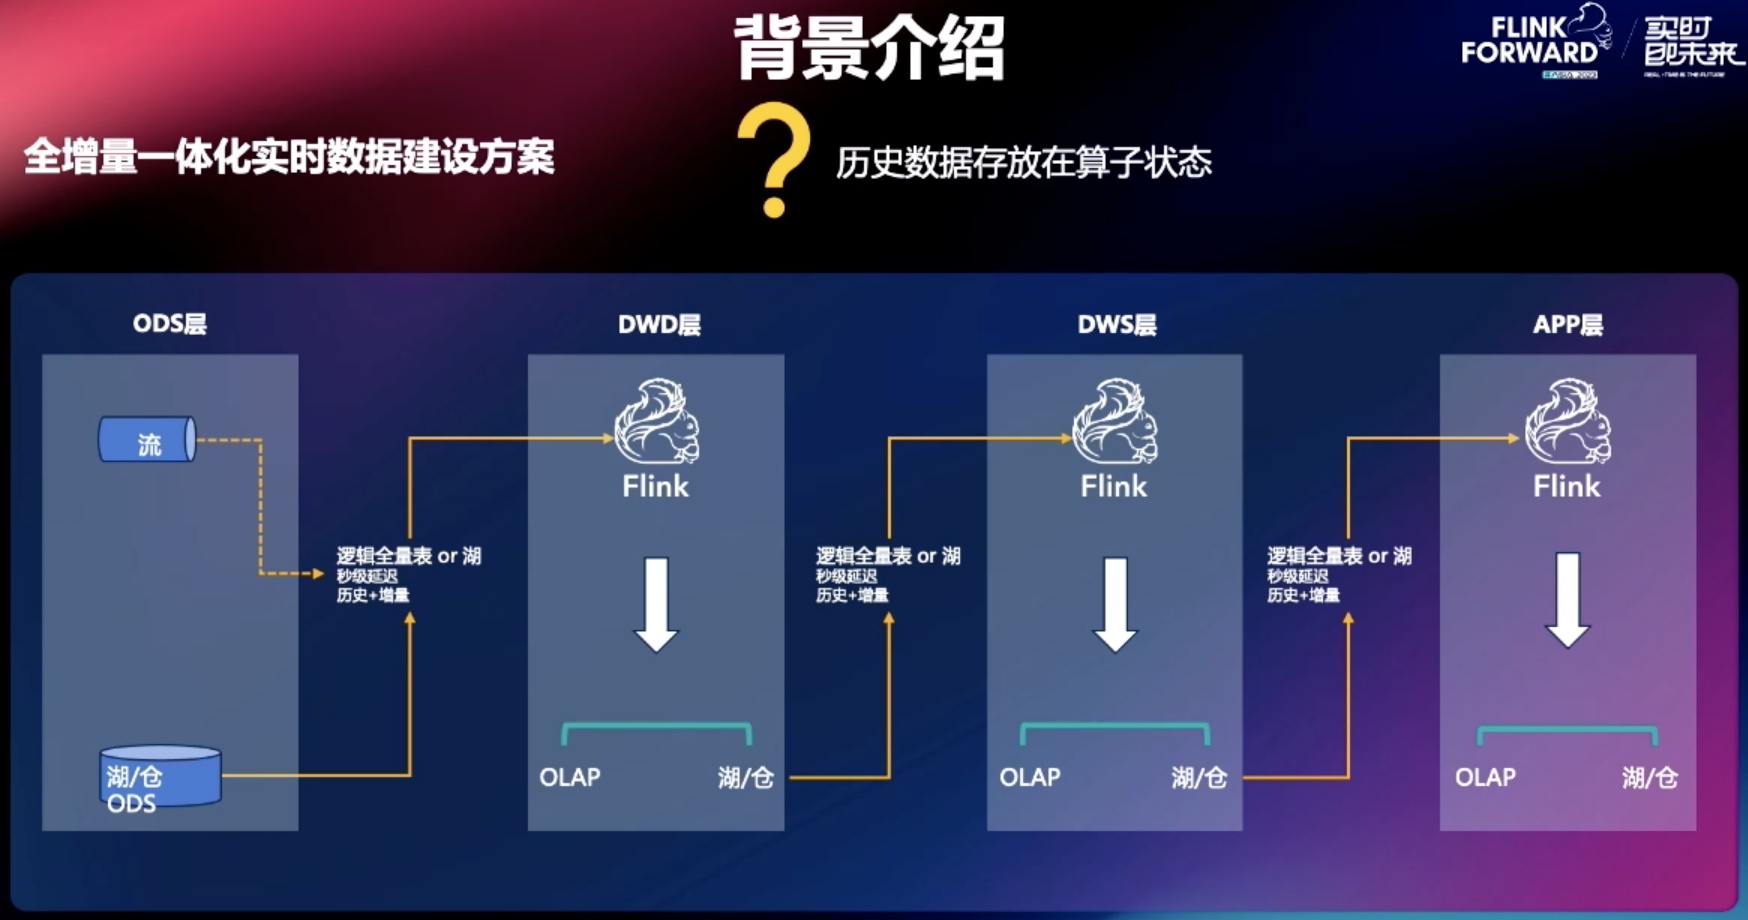 背景介绍
FLINK
FORWARD
实时
即未来
REAL-TIME IS THE FUTURE
全增量一体化实时数据建设方案
?
历史数据存放在算子状态
ODS层
DWD层
DWS层
APP层
流
Flink
Flink
Flink
逻辑全量表 or 湖
秒级延迟
历史+增量
逻辑全量表 or 湖
秒级延迟
历史+增量
逻辑全量表 or 湖
秒级延迟
历史+增量
湖/仓
ODS
OLAP
湖/仓
OLAP
湖/仓
OLAP
湖/仓